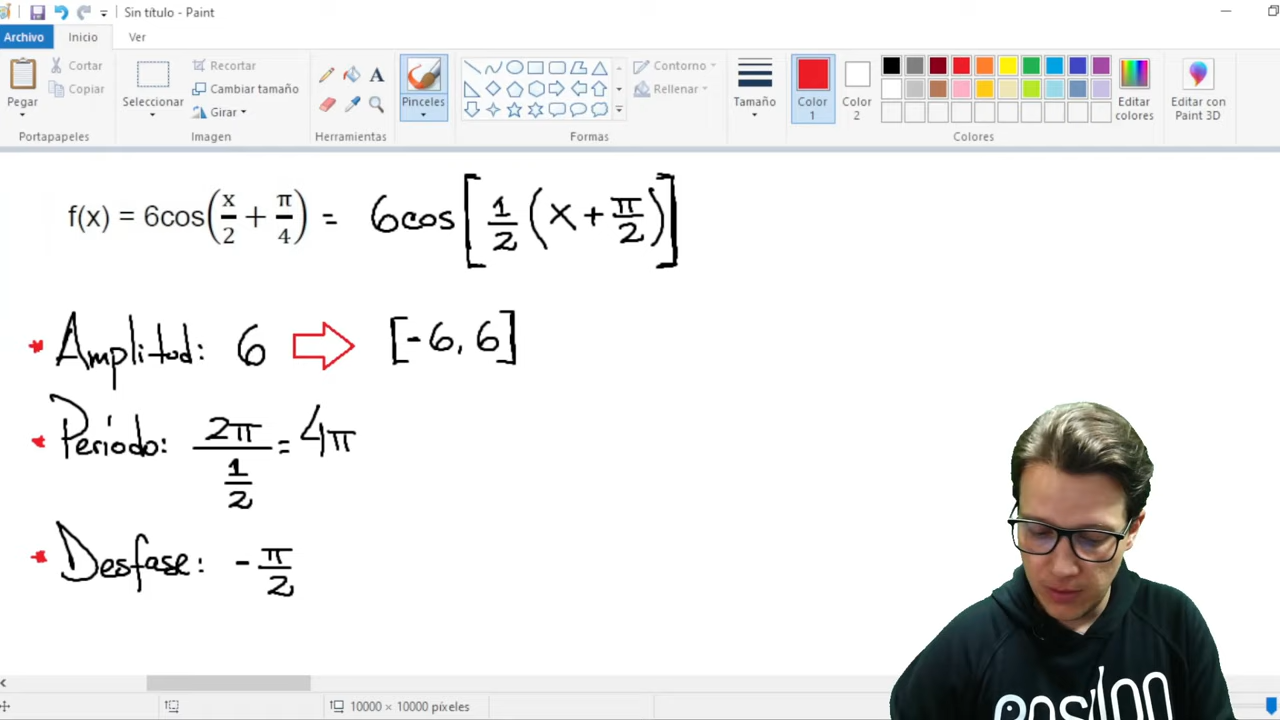 Sin título - Paint
Archivo Inicio Ver
Pegar
Cortar
Copiar
Portapapeles
Seleccionar
Recortar
Cambiar tamaño
Girar
Imagen
A
Herramientas
Pinceles
Contorno
Rellenar
Formas
Tamaño
Color 1
Color 2
Editar colores
Colores
Editar con Paint 3D
f(x) = 6cos(x/2 + π/4) = 6cos[1/2(x + π/2)]
Amplitud: 6 [-6, 6]
Período: 2π/(1/2) = 4π
Desfase: -π/2
epsilon
10000 × 10000 píxeles